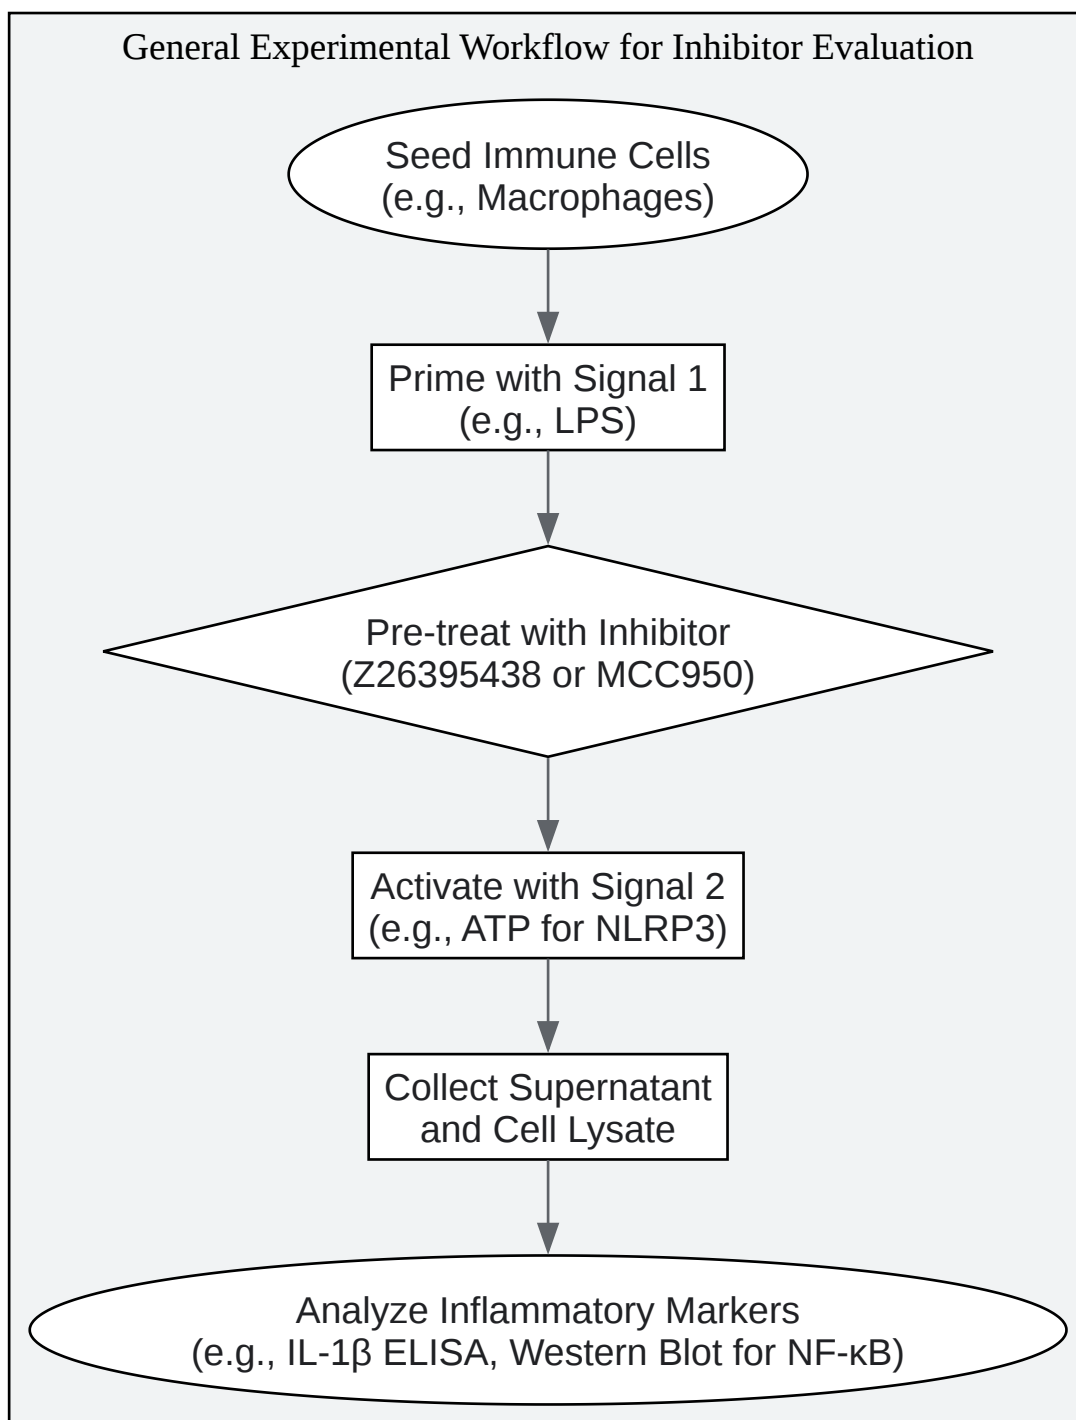 General Experimental Workflow for Inhibitor Evaluation
Seed Immune Cells
(e.g., Macrophages)
Prime with Signal 1
(e.g., LPS)
Pre-treat with Inhibitor
(Z26395438 or MCC950)
Activate with Signal 2
(e.g., ATP for NLRP3)
Collect Supernatant
and Cell Lysate
Analyze Inflammatory Markers
(e.g., IL-1β ELISA, Western Blot for NF-κB)